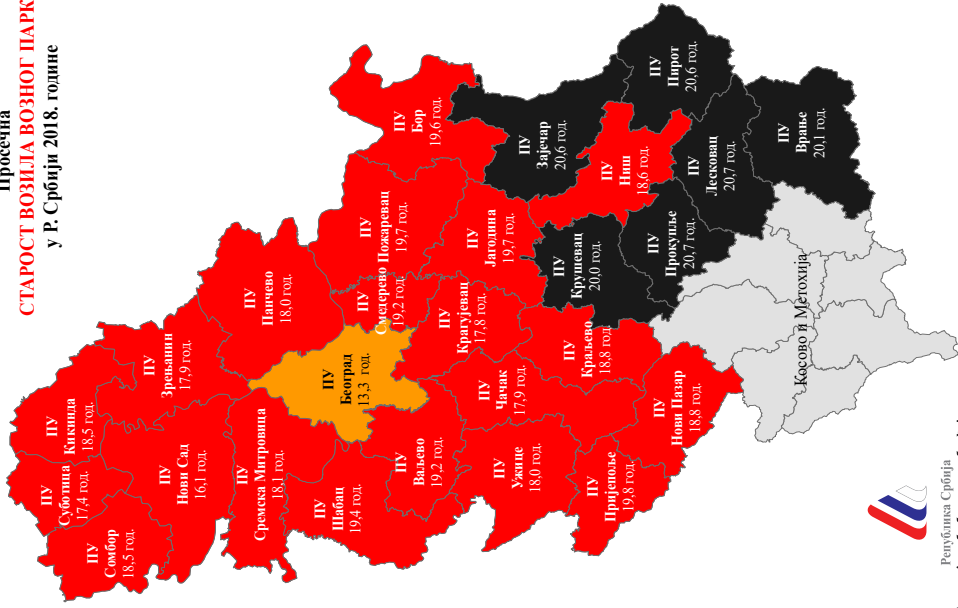 Просечна
СТАРОСТ ВОЗИЛА ВОЗНОГ ПАРК
у Р. Србији 2018. године
ПУ
Суботица
17,4 год.
ПУ
Кикинда
18,5 год.
ПУ
Сомбор
18,5 год.
ПУ
Нови Сад
16,1 год.
ПУ
Зрењанин
17,9 год.
ПУ
Сремска Митровица
18,1 год.
ПУ
Панчево
18,0 год.
ПУ
Београд
13,3 год.
ПУ
Шабац
19,4 год.
ПУ
Ваљево
19,2 год.
ПУ
Смедерево
19,2 год.
ПУ
Пожаревац
19,7 год.
ПУ
Бор
19,6 год.
ПУ
Крагујевац
17,8 год.
ПУ
Јагодина
19,7 год.
ПУ
Ужице
18,0 год.
ПУ
Чачак
17,9 год.
ПУ
Краљево
18,8 год.
ПУ
Крушевац
20,0 год.
ПУ
Зајечар
20,6 год.
ПУ
Ниш
18,6 год.
ПУ
Пирот
20,6 год.
ПУ
Пријепоље
19,8 год.
ПУ
Нови Пазар
18,8 год.
ПУ
Прокупље
20,7 год.
ПУ
Лесковац
20,7 год.
ПУ
Врање
20,1 год.
Косово и Метохија
Република Србија